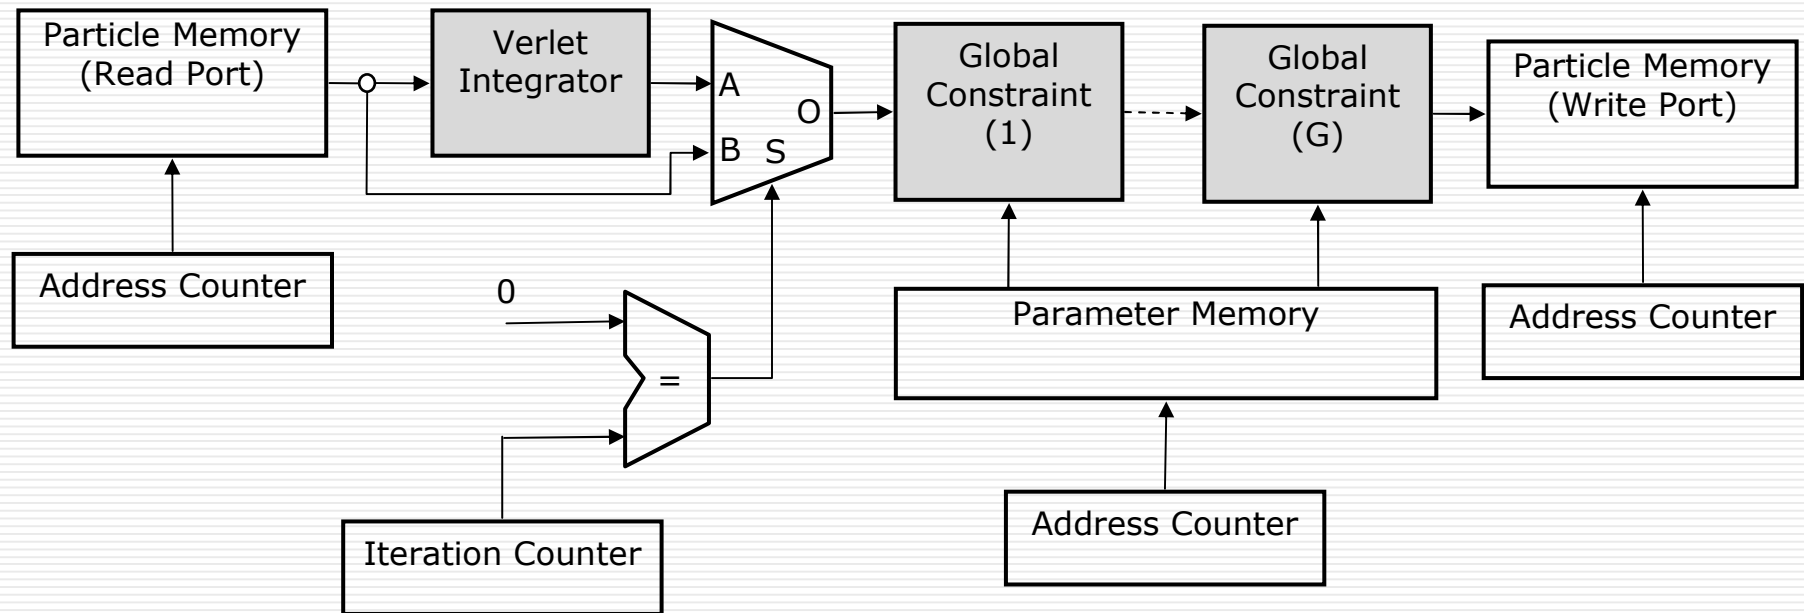 Particle Memory
(Read Port)
Verlet
Integrator
A
B
S
O
Global
Constraint
(1)
Global
Constraint
(G)
Particle Memory
(Write Port)
Address Counter
0
=
Parameter Memory
Address Counter
Iteration Counter
Address Counter